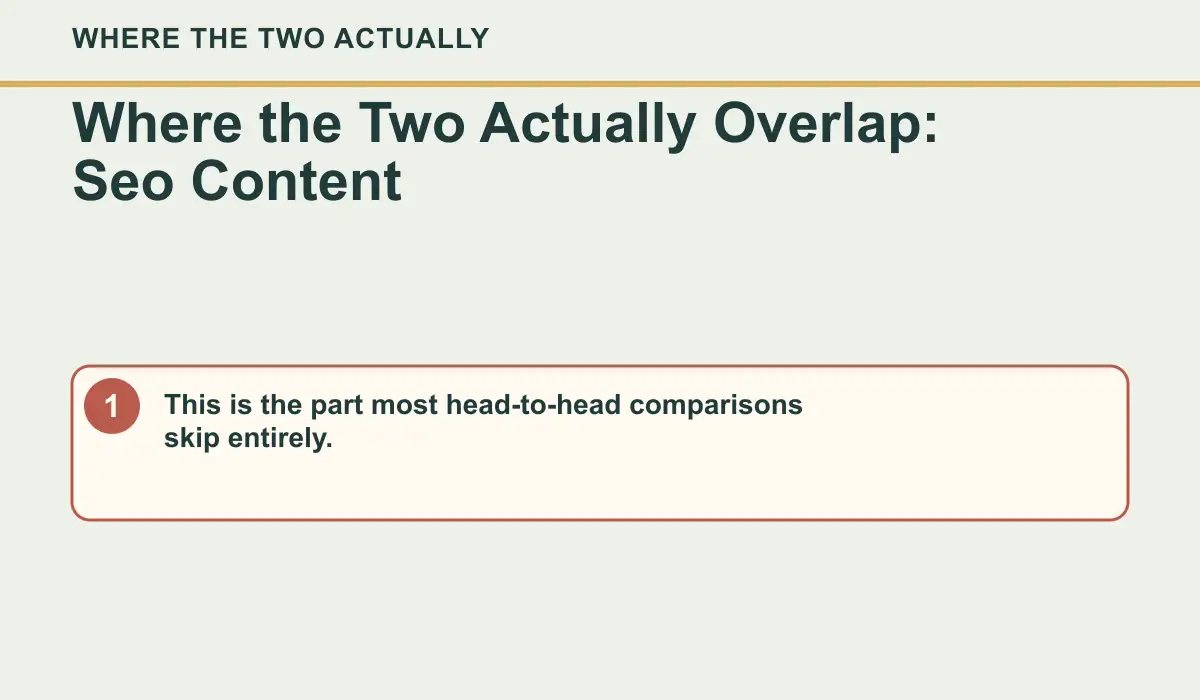 WHERE THE TWO ACTUALLY
Where the Two Actually Overlap:
Seo Content
1
This is the part most head-to-head comparisons
skip entirely.